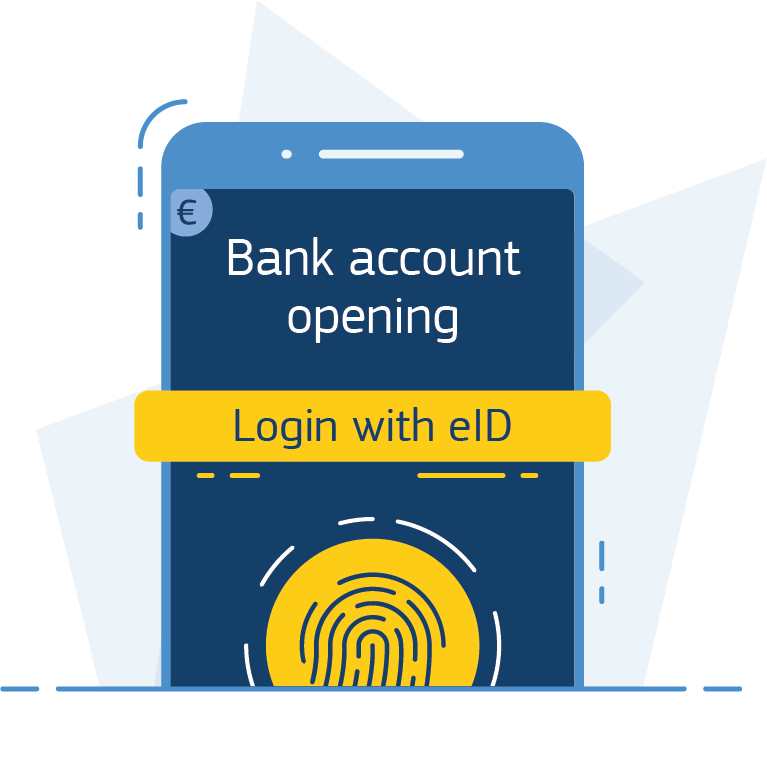 €
Bank account
opening
Login with eID